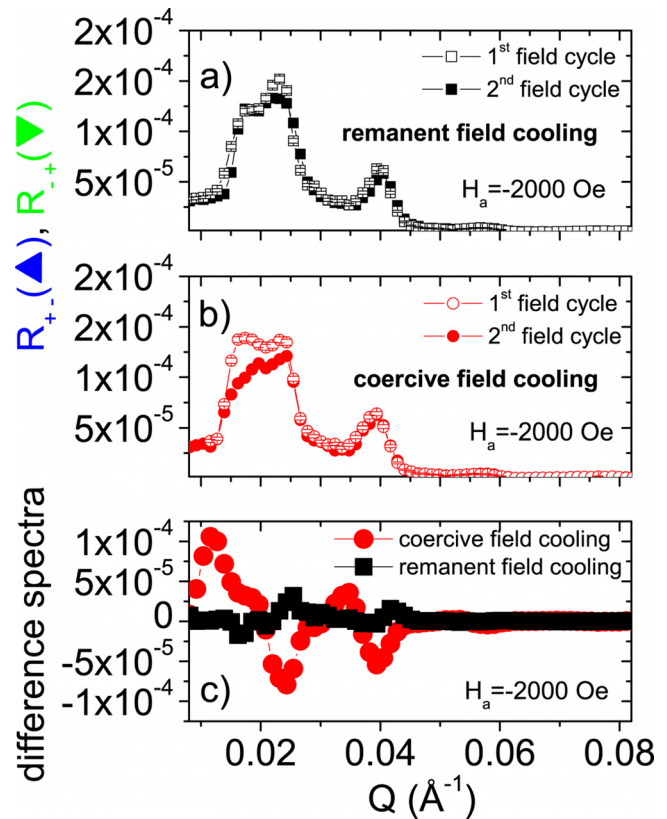 R₊₋(▲), R₋₊(▼)
difference spectra
2x10⁻⁴
2x10⁻⁴
1x10⁻⁴
5x10⁻⁵
a)
1ˢᵗ field cycle
2ⁿᵈ field cycle
remanent field cooling
Hₐ=-2000 Oe
2x10⁻⁴
2x10⁻⁴
1x10⁻⁴
5x10⁻⁵
b)
1ˢᵗ field cycle
2ⁿᵈ field cycle
coercive field cooling
Hₐ=-2000 Oe
1x10⁻⁴
5x10⁻⁵
0
-5x10⁻⁵
-1x10⁻⁴
coercive field cooling
remanent field cooling
c)
Hₐ=-2000 Oe
0.02 0.04 0.06 0.08
Q (Å⁻¹)